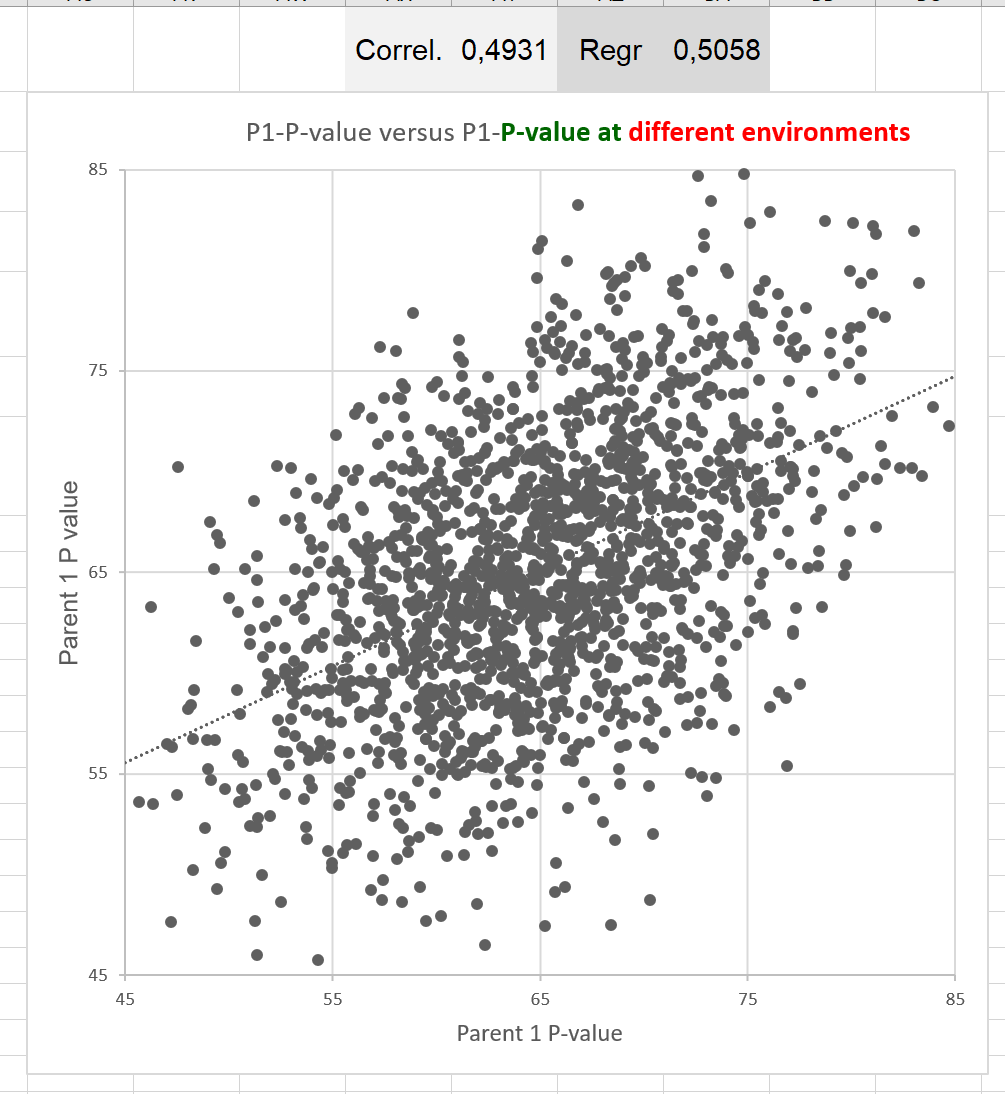 Correl. 0,4931 Regr 0,5058
P1-P-value versus P1-P-value at different environments
85
75
65
55
45
Parent 1 P value
45 55 65 75 85
Parent 1 P-value